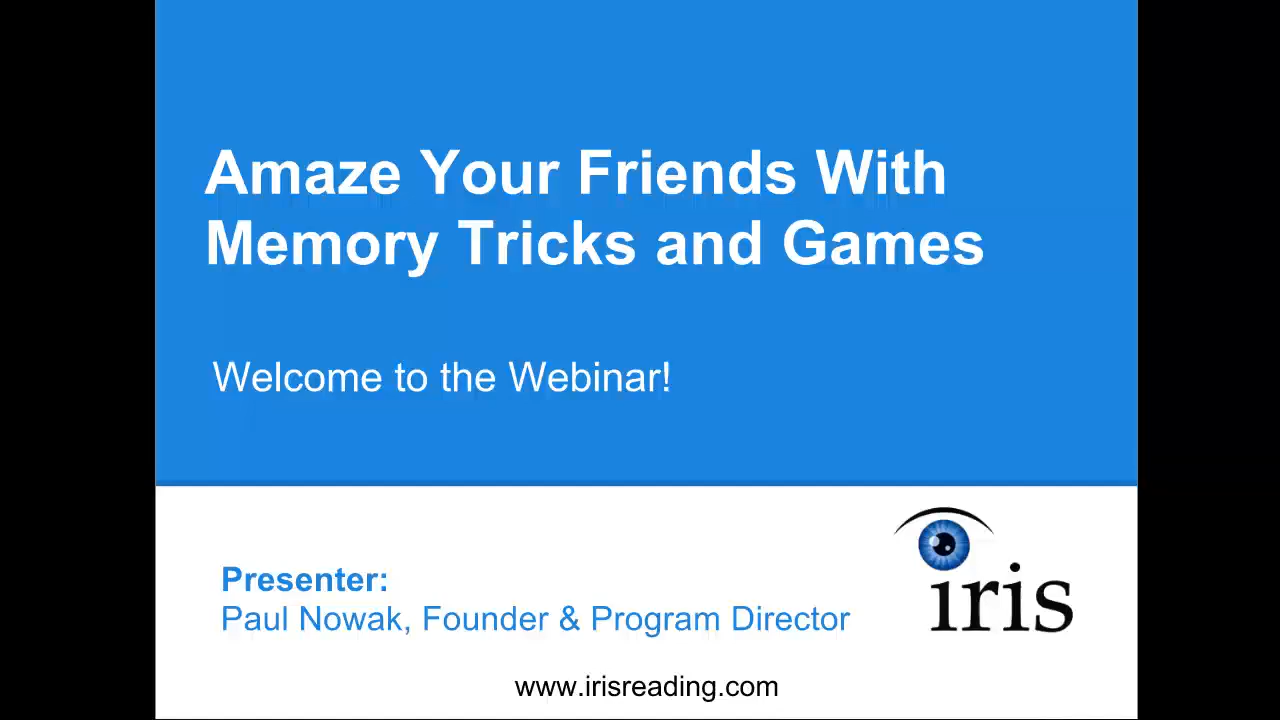 Amaze Your Friends With
Memory Tricks and Games
Welcome to the Webinar!
Presenter:
Paul Nowak, Founder & Program Director
iris
www.irisreading.com